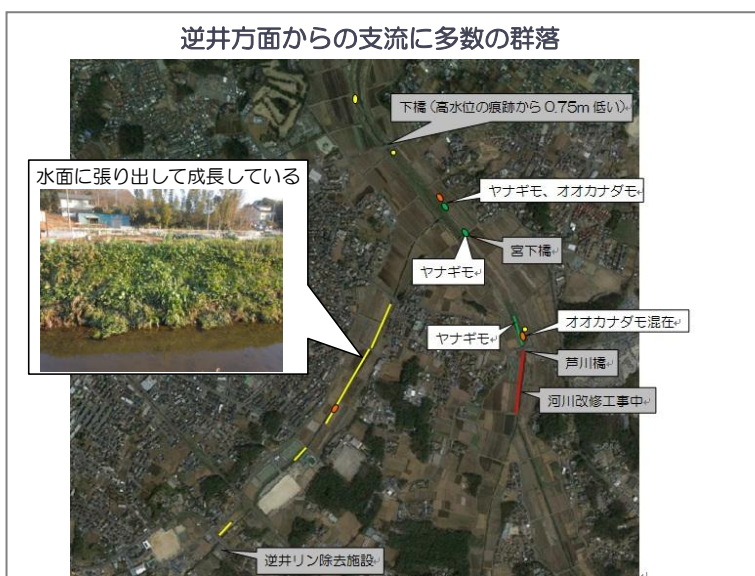 逆井方面からの支流に多数の群落
下橋（高水位の痕跡から 0.75m 低い）
水面に張り出して成長している
ヤナギモ、オオカナダモ
宮下橋
ヤナギモ
オオカナダモ混在
ヤナギモ
芦川橋
河川改修工事中
逆井リン除去施設